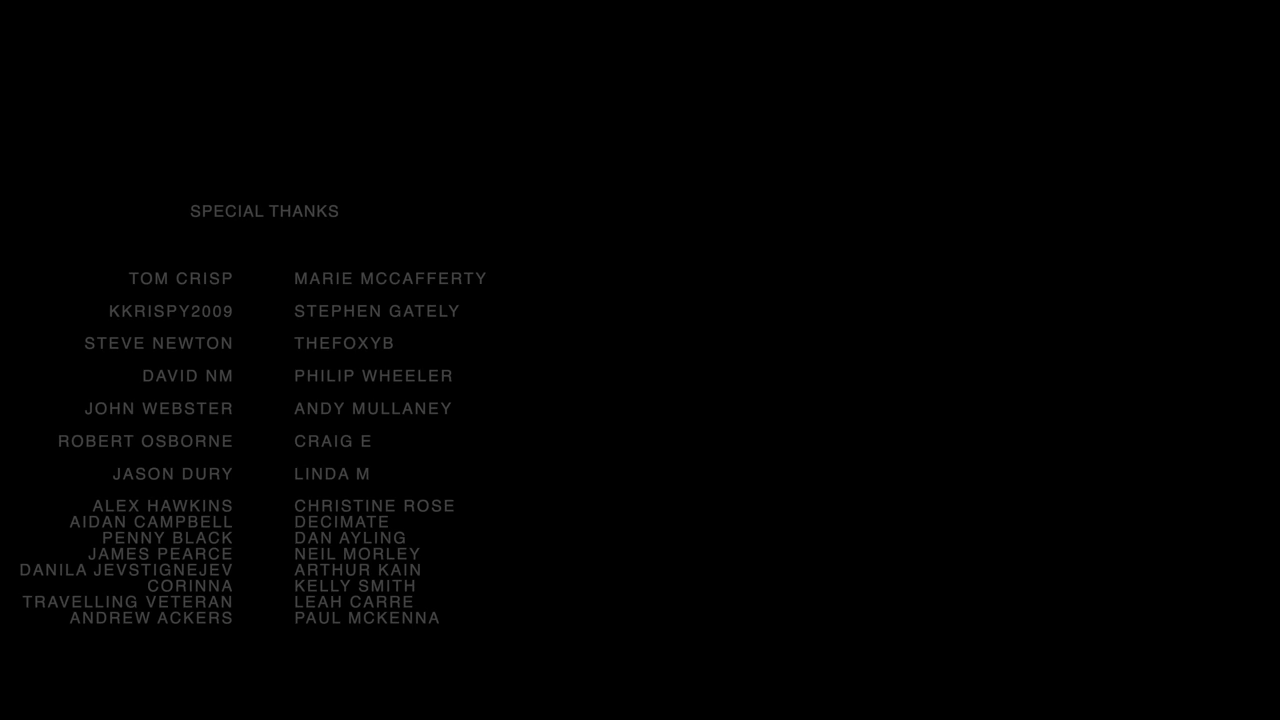 SPECIAL THANKS
TOM CRISP MARIE MCCAFFERTY
KKRISPY2009 STEPHEN GATELY
STEVE NEWTON THEFOXYB
DAVID NM PHILIP WHEELER
JOHN WEBSTER ANDY MULLANEY
ROBERT OSBORNE CRAIG E
JASON DURY LINDA M
ALEX HAWKINS CHRISTINE ROSE
AIDAN CAMPBELL DECIMATE
PENNY BLACK DAN AYLING
JAMES PEARCE NEIL MORLEY
DANILA JEVSTIGNEJEV ARTHUR KAIN
CORINNA KELLY SMITH
TRAVELLING VETERAN LEAH CARRE
ANDREW ACKERS PAUL MCKENNA